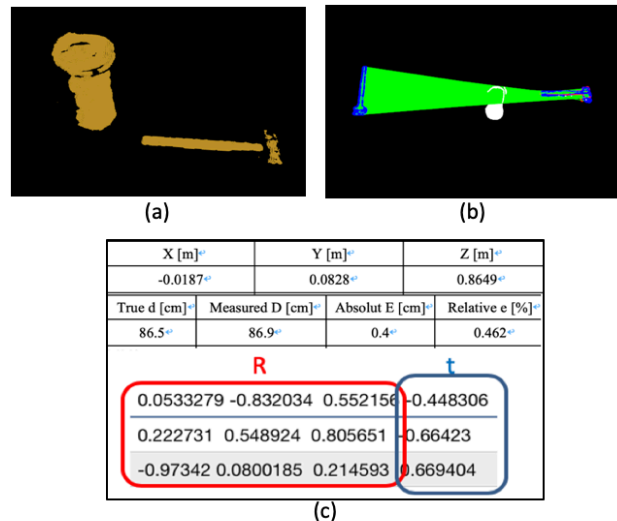 (a)
(b)
X [m] Y [m] Z [m]
-0.0187 0.0828 0.8649
True d [cm] Measured D [cm] Absolut E [cm] Relative e [%]
86.5 86.9 0.4 0.462
R t
0.0533279 -0.832034 0.552156 -0.448306
0.222731 0.548924 0.805651 -0.66423
-0.97342 0.0800185 0.214593 0.669404
(c)